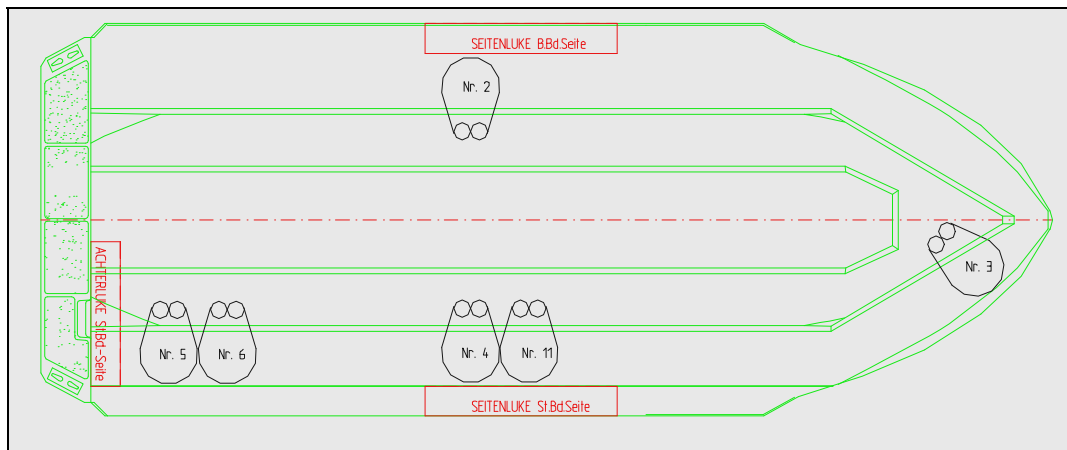 SEITENLUKE B.Bd.Seite
Nr. 2
ACHTERLUKE St.Bd.-Seite
Nr. 3
Nr. 5
Nr. 6
Nr. 4
Nr. 11
SEITENLUKE St.Bd.Seite